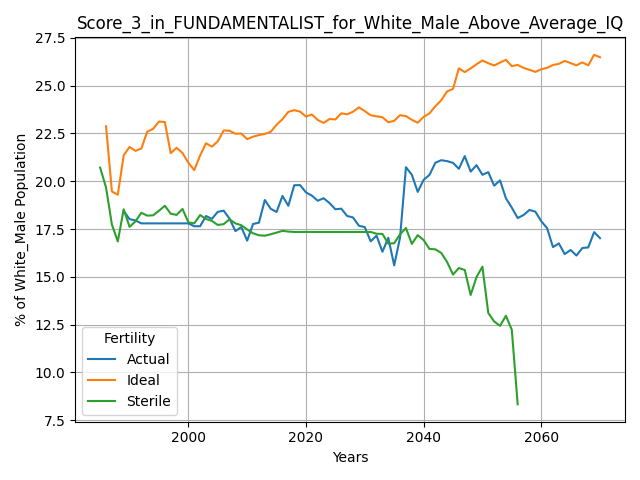 Score_3_in_FUNDAMENTALIST_for_White_Male_Above_Average_IQ
27.5
25.0
22.5
20.0
17.5
15.0
12.5
10.0
7.5
% of White_Male Population
Fertility
Actual
Ideal
Sterile
2000
2020
2040
2060
Years